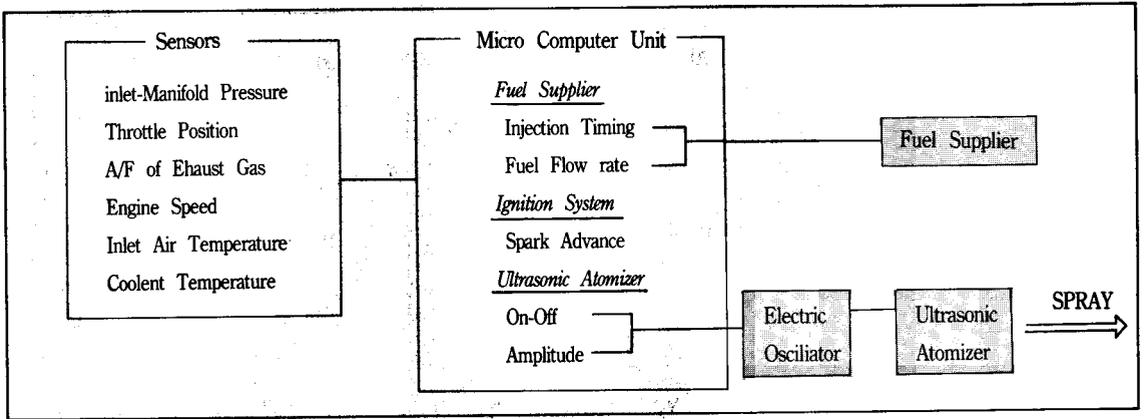 Sensors
inlet-Manifold Pressure
Throttle Position
A/F of Ehaust Gas
Engine Speed
Inlet Air Temperature
Coolent Temperature
Micro Computer Unit
Fuel Supplier
Injection Timing
Fuel Flow rate
Ignition System
Spark Advance
Ultrasonic Atomizer
On-Off
Amplitude
Fuel Supplier
Electric
Osciliator
Ultrasonic
Atomizer
SPRAY